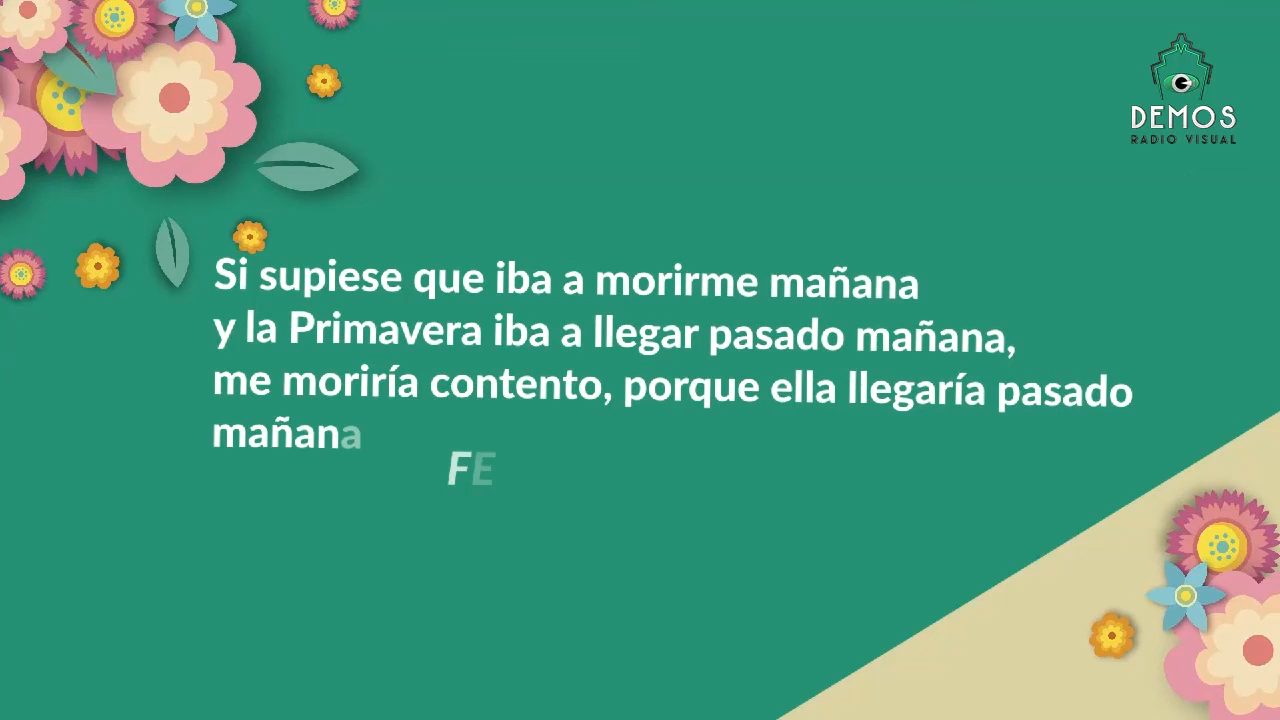 DEMOS
RADIO VISUAL
Si supiese que iba a morirme mañana
y la Primavera iba a llegar pasado mañana,
me moriría contento, porque ella llegaría pasado
mañana
FE